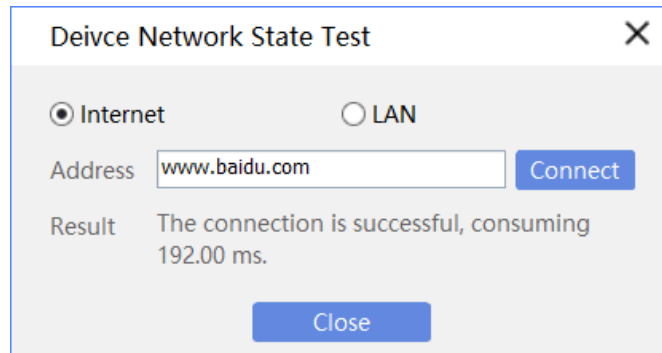 Deivce Network State Test
Internet LAN
Address www.baidu.com Connect
Result The connection is successful, consuming
192.00 ms.
Close